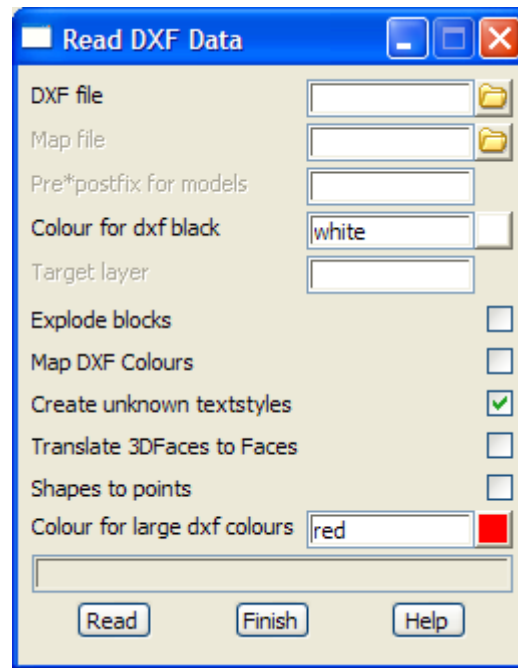 Read DXF Data
DXF file
Map file
Pre*postfix for models
Colour for dxf black white
Target layer
Explode blocks
Map DXF Colours
Create unknown textstyles
Translate 3DFaces to Faces
Shapes to points
Colour for large dxf colours red
Read Finish Help